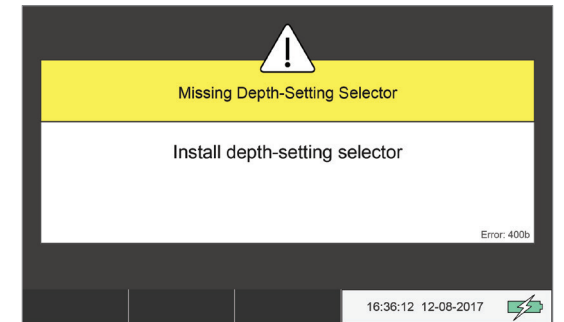 Missing Depth-Setting Selector
Install depth-setting selector
Error: 400b
16:36:12 12-08-2017